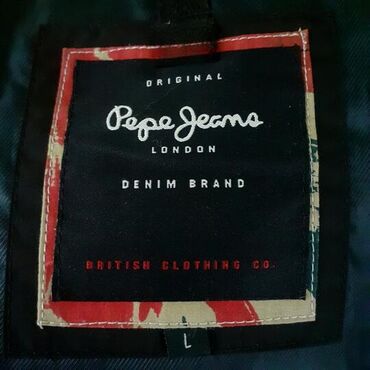 ORIGINAL
Pepe Jeans
LONDON
DENIM BRAND
BRITISH CLOTHING CO.
L